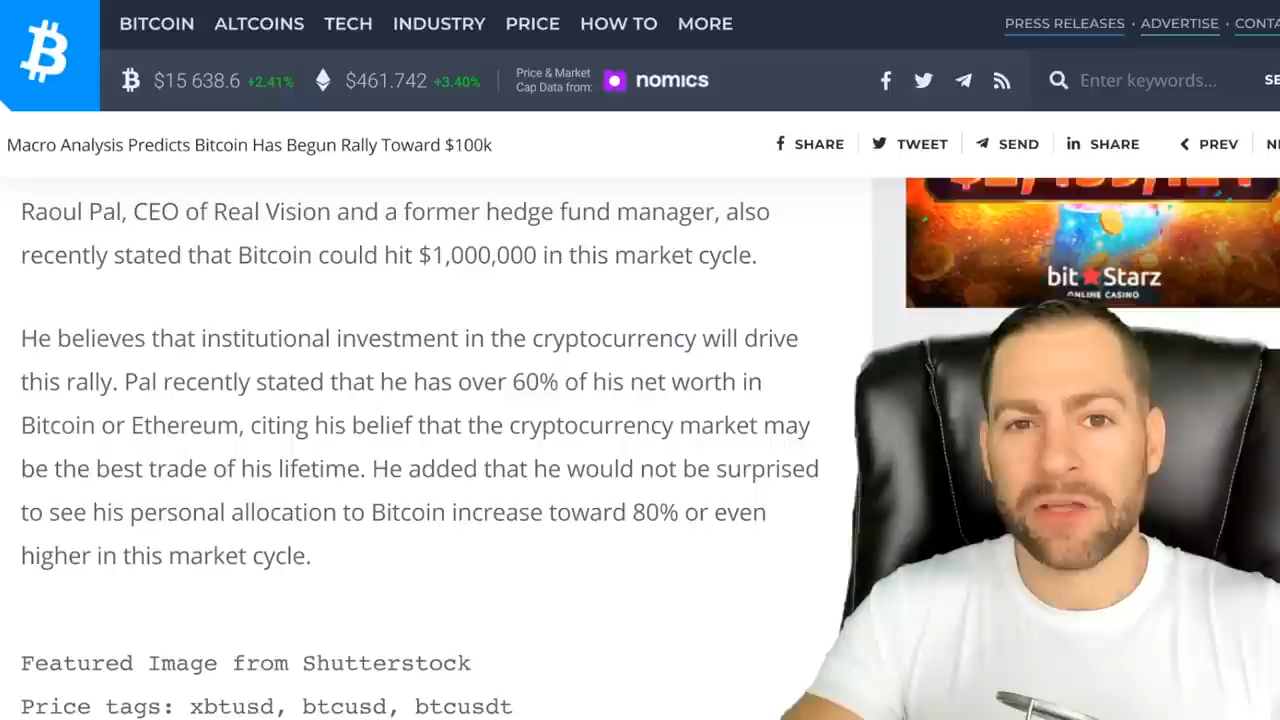 BITCOIN ALTCOINS TECH INDUSTRY PRICE HOW TO MORE PRESS RELEASES · ADVERTISE · CONTA
$15 638.6 +2.41% $461.742 +3.40% Price & Market Cap Data from: nomics Enter keywords... SE
Macro Analysis Predicts Bitcoin Has Begun Rally Toward $100k SHARE TWEET SEND SHARE PREV NE
Raoul Pal, CEO of Real Vision and a former hedge fund manager, also
recently stated that Bitcoin could hit $1,000,000 in this market cycle.
bit Starz
ONLINE CASINO
He believes that institutional investment in the cryptocurrency will drive
this rally. Pal recently stated that he has over 60% of his net worth in
Bitcoin or Ethereum, citing his belief that the cryptocurrency market may
be the best trade of his lifetime. He added that he would not be surprised
to see his personal allocation to Bitcoin increase toward 80% or even
higher in this market cycle.
Featured Image from Shutterstock
Price tags: xbtusd, btcusd, btcusdt